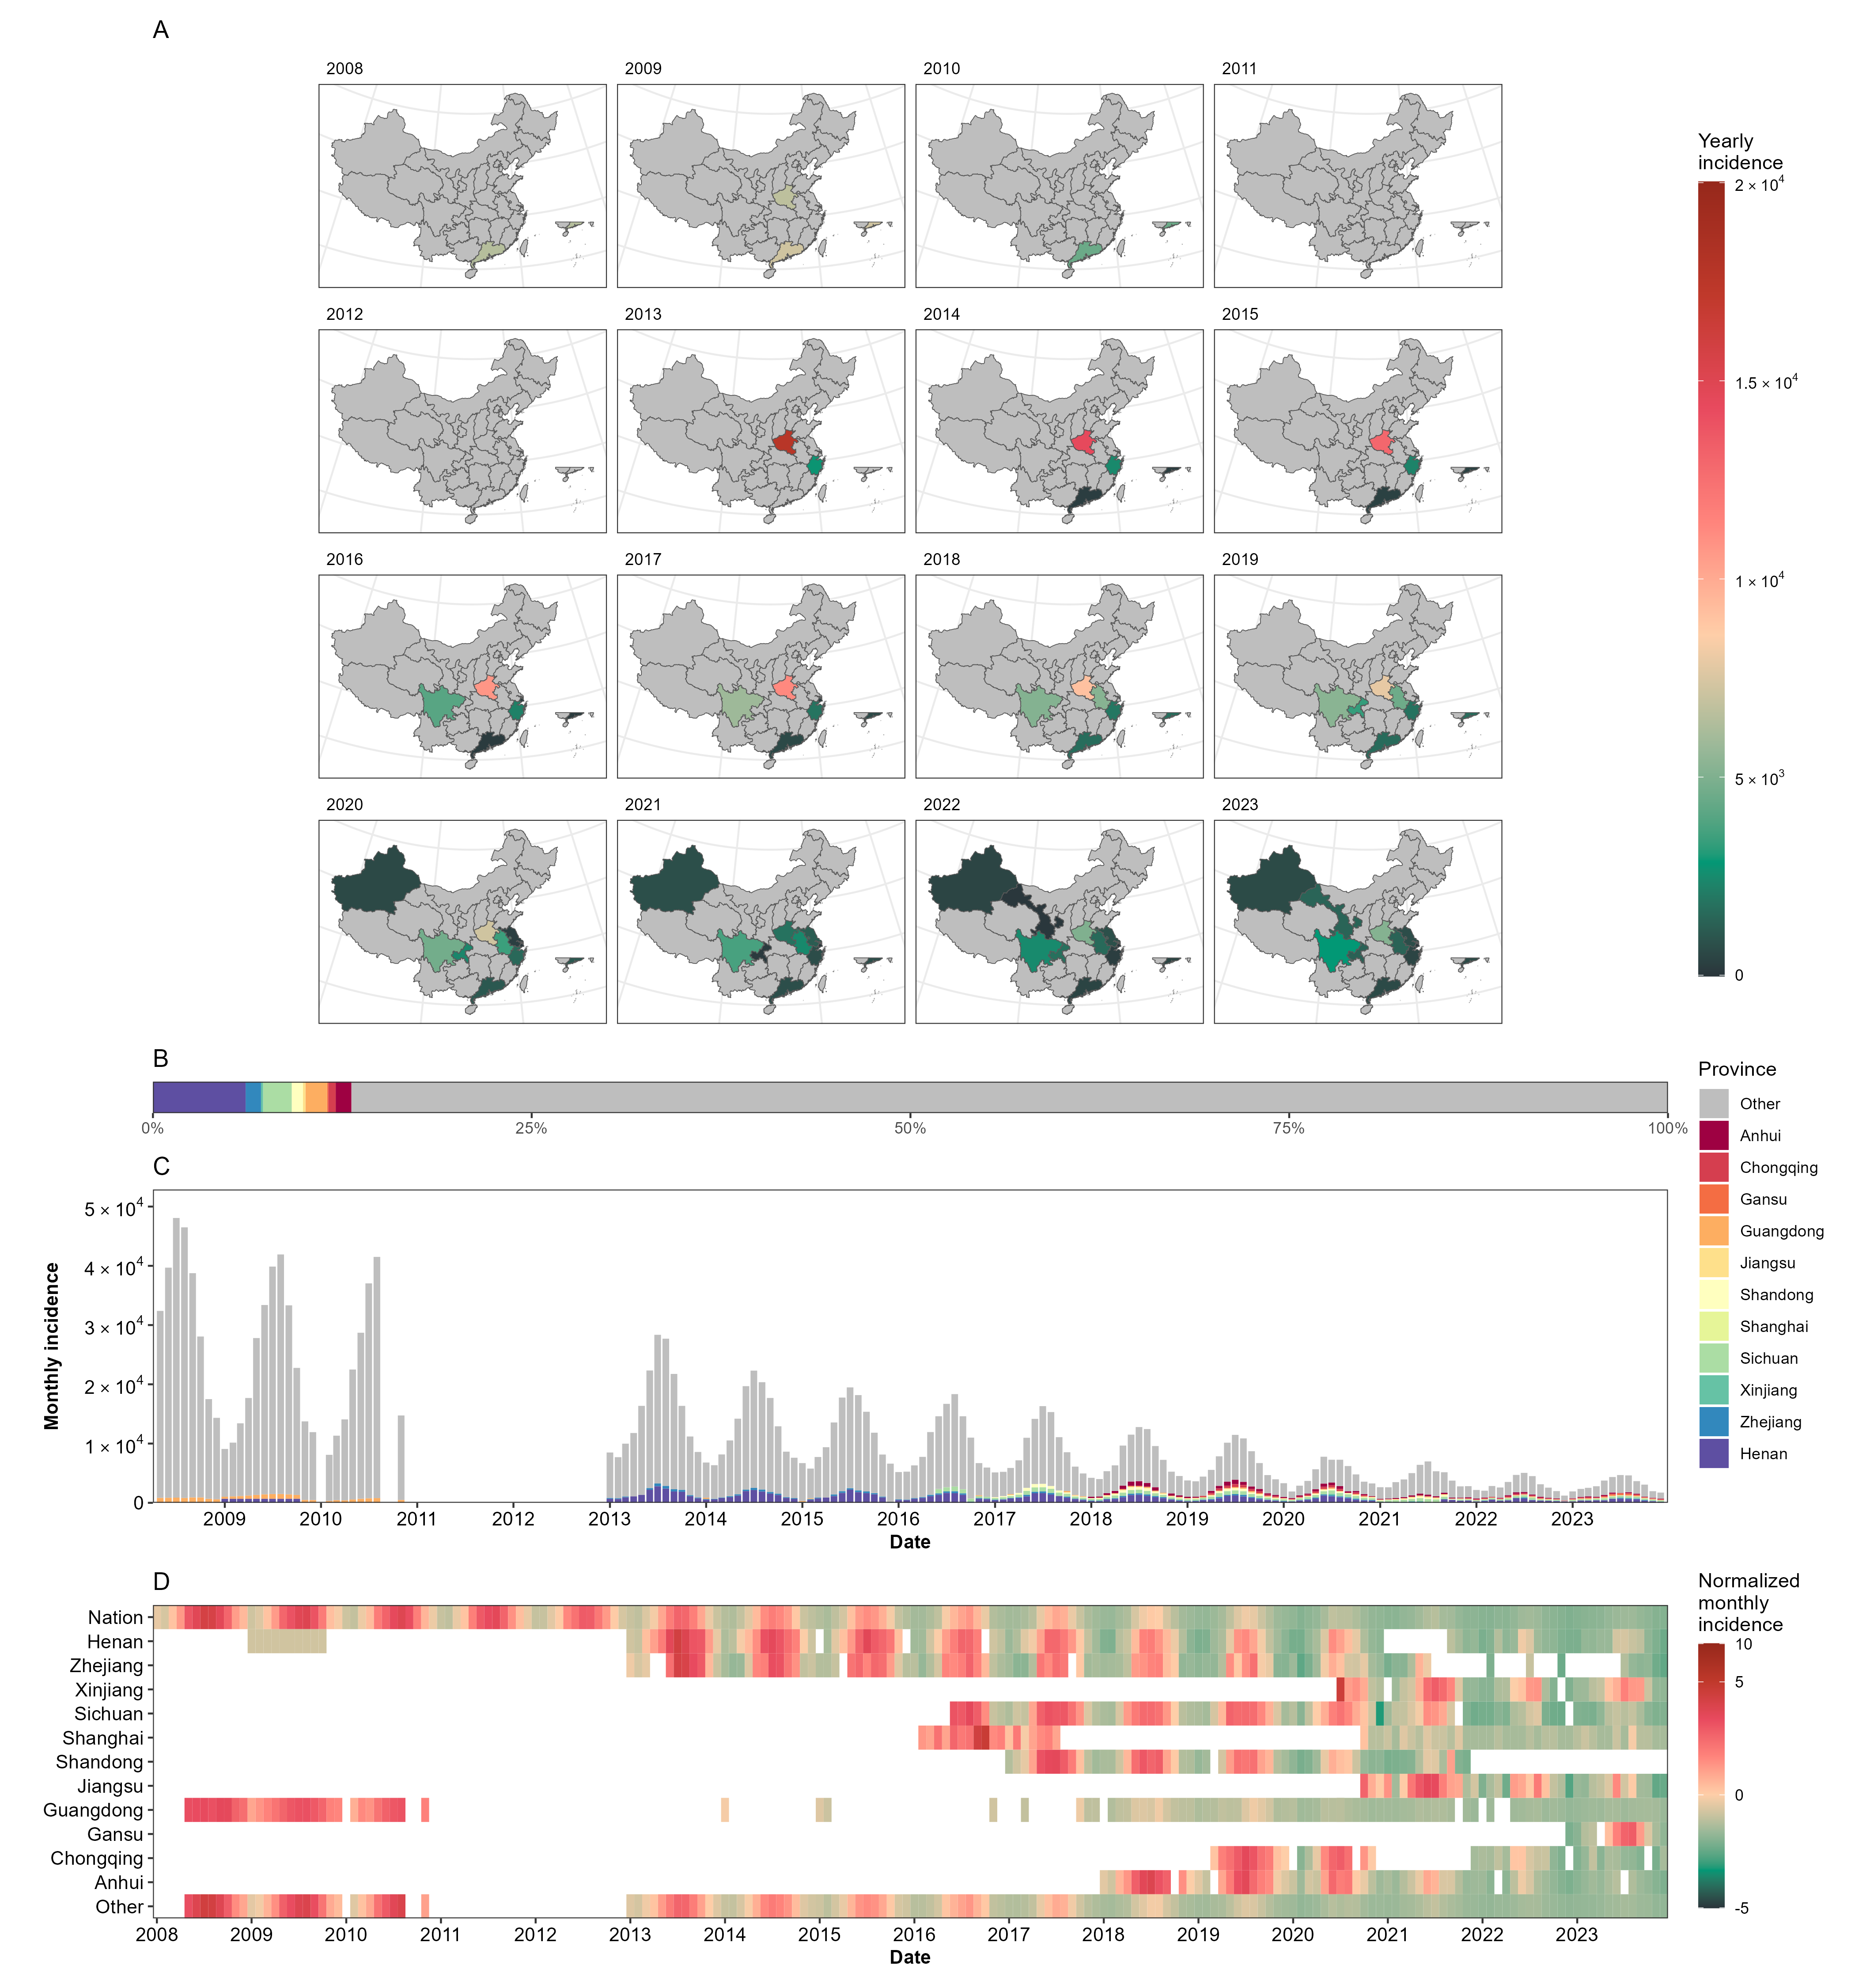 A
2008
2009
2010
2011
2012
2013
2014
2015
2016
2017
2018
2019
2020
2021
2022
2023
Yearly
incidence
2 × 10⁴
1.5 × 10⁴
1 × 10⁴
5 × 10³
0
B
0%
25%
50%
75%
100%
Province
Other
Anhui
Chongqing
Gansu
Guangdong
Jiangsu
Shandong
Shanghai
Sichuan
Xinjiang
Zhejiang
Henan
C
Monthly incidence
5 × 10⁴
4 × 10⁴
3 × 10⁴
2 × 10⁴
1 × 10⁴
0
2009 2010 2011 2012 2013 2014 2015 2016 2017 2018 2019 2020 2021 2022 2023
Date
D
Nation
Henan
Zhejiang
Xinjiang
Sichuan
Shanghai
Shandong
Jiangsu
Guangdong
Gansu
Chongqing
Anhui
Other
2008 2009 2010 2011 2012 2013 2014 2015 2016 2017 2018 2019 2020 2021 2022 2023
Date
Normalized
monthly
incidence
10
5
0
-5